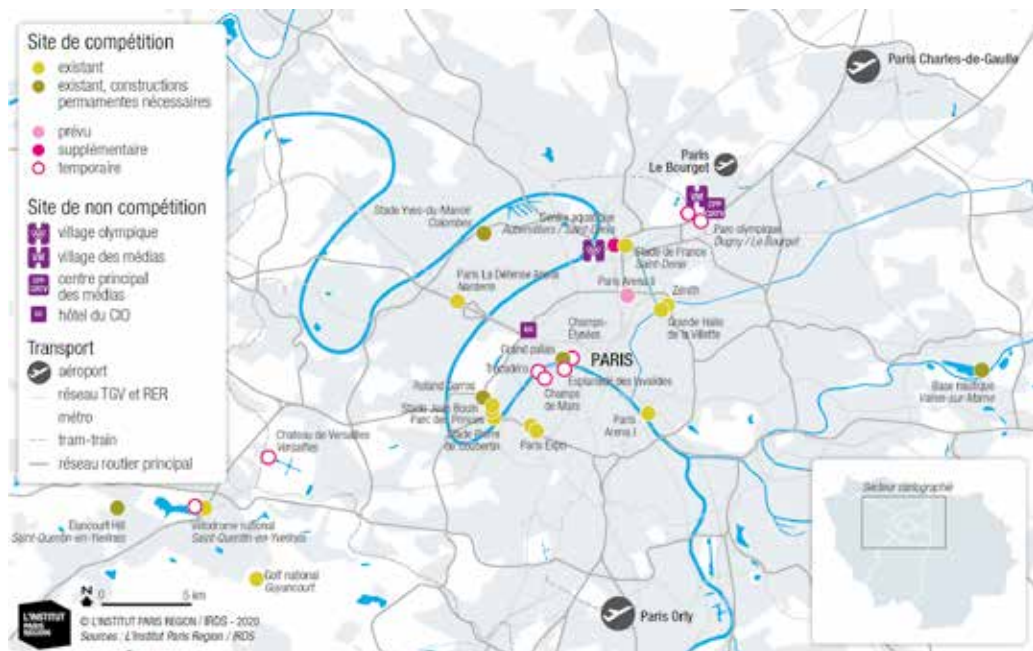 Site de compétition
existant
existant, constructions
permamentes nécessaires
prévu
supplémentaire
temporaire
Site de non compétition
village olympique
village des médias
centre principal
des médias
hôtel du CIO
Transport
aéroport
réseau TGV et RER
métro
tram-train
réseau routier principal
Paris Charles-de-Gaulle
Paris
Le Bourget
Parc olympique
Dugny / Le Bourget
Stade Yves-du-Manoir
Colombes
Centre aquatique
Aubervilliers / Saint-Denis
Stade de France
Saint-Denis
Paris La Défense Arena
Nanterre
Paris Arena II
Zénith
Grande Halle
de la Villette
Champs-
Élysées
Grand palais
PARIS
Trocadéro
Esplanade des Invalides
Champs
de Mars
Roland Garros
Stade Jean Bouin
Parc des Princes
Stade Pierre
de Coubertin
Paris Expo
Paris
Arena I
Base nautique
Vaires-sur-Marne
Chateau de Versailles
Versailles
Elancourt Hill
Saint-Quentin-en-Yvelines
Vélodrome national
Saint-Quentin-en-Yvelines
Golf national
Guyancourt
Paris Orly
Secteur cartographié
N
0 5 km
L'INSTITUT
PARIS
REGION
© L'INSTITUT PARIS REGION / IRDS - 2020
Sources : L'Institut Paris Region / IRDS